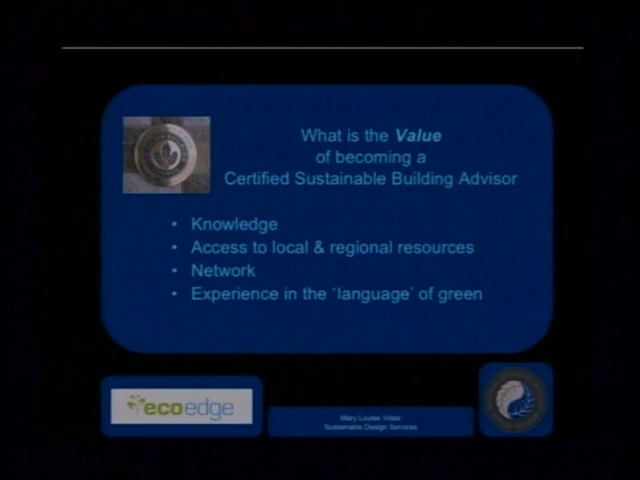 What is the Value
of becoming a
Certified Sustainable Building Advisor
• Knowledge
• Access to local & regional resources
• Network
• Experience in the ‘language’ of green
ecoedge
Mary Louise Vidas
Sustainable Design Services